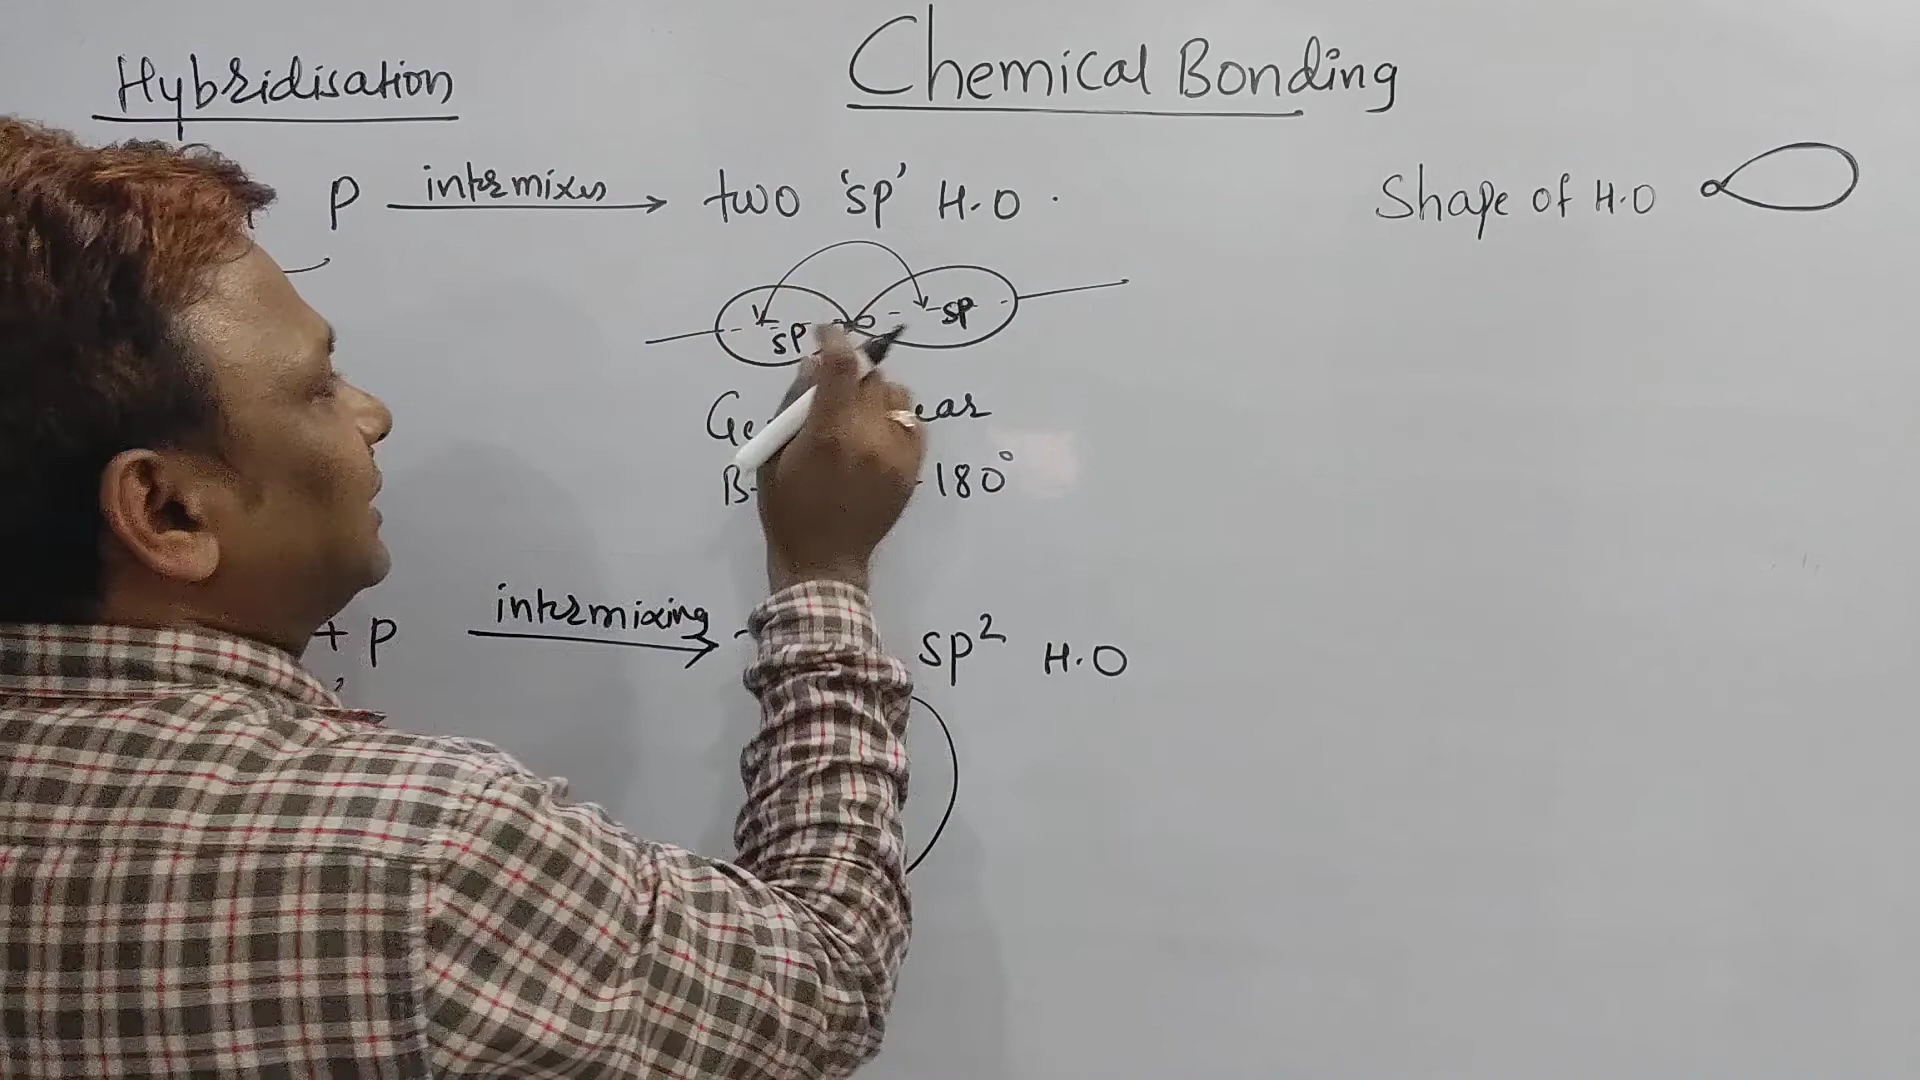 Hybridisation
Chemical Bonding
P intermixes → two 'sp' H.O.
Shape of H.O
sp sp
180°
+ P intermixing → sp² H.O